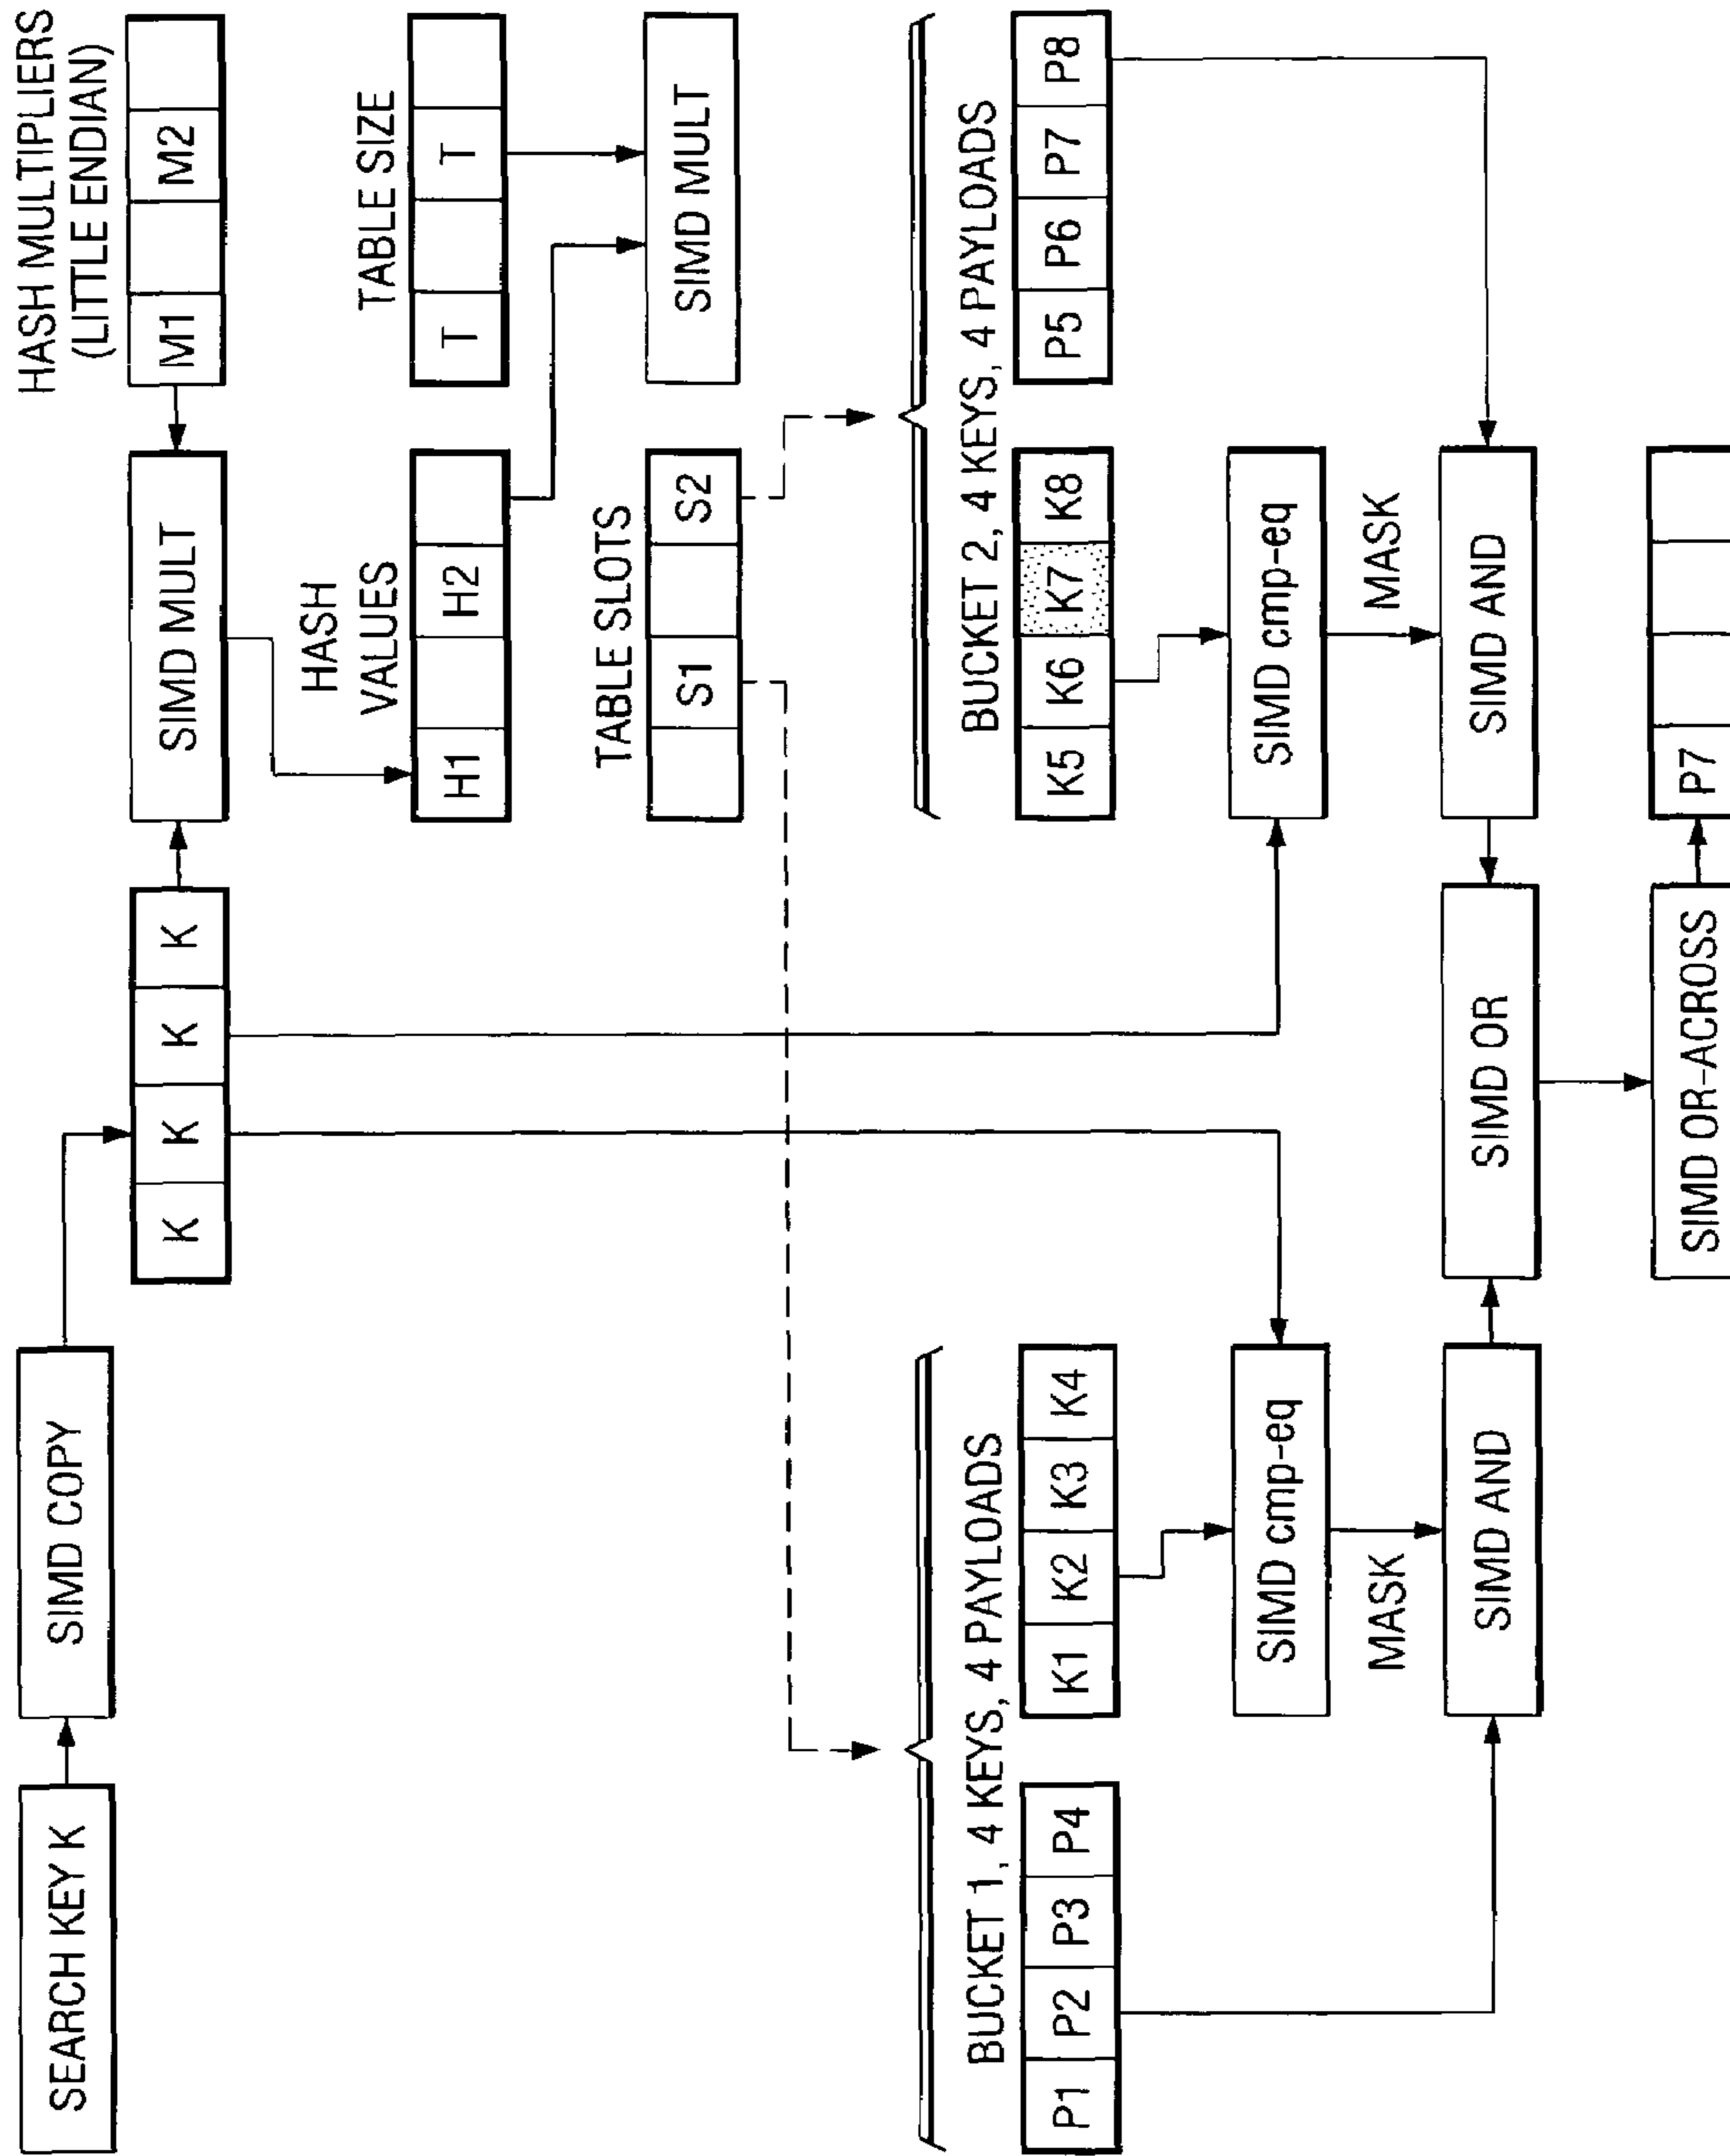 SEARCH KEY K
SIMD COPY
K K K K
SIMD MULT
HASH MULTIPLIERS
(LITTLE ENDIAN)
M1 M2
HASH
VALUES
H1 H2
TABLE SIZE
T T
TABLE SLOTS
S1 S2
SIMD MULT
BUCKET 1, 4 KEYS, 4 PAYLOADS
P1 P2 P3 P4
K1 K2 K3 K4
BUCKET 2, 4 KEYS, 4 PAYLOADS
K5 K6 K7 K8
P5 P6 P7 P8
SIMD cmp-eq
SIMD cmp-eq
MASK
MASK
SIMD AND
SIMD OR
SIMD AND
SIMD OR-ACROSS
P7